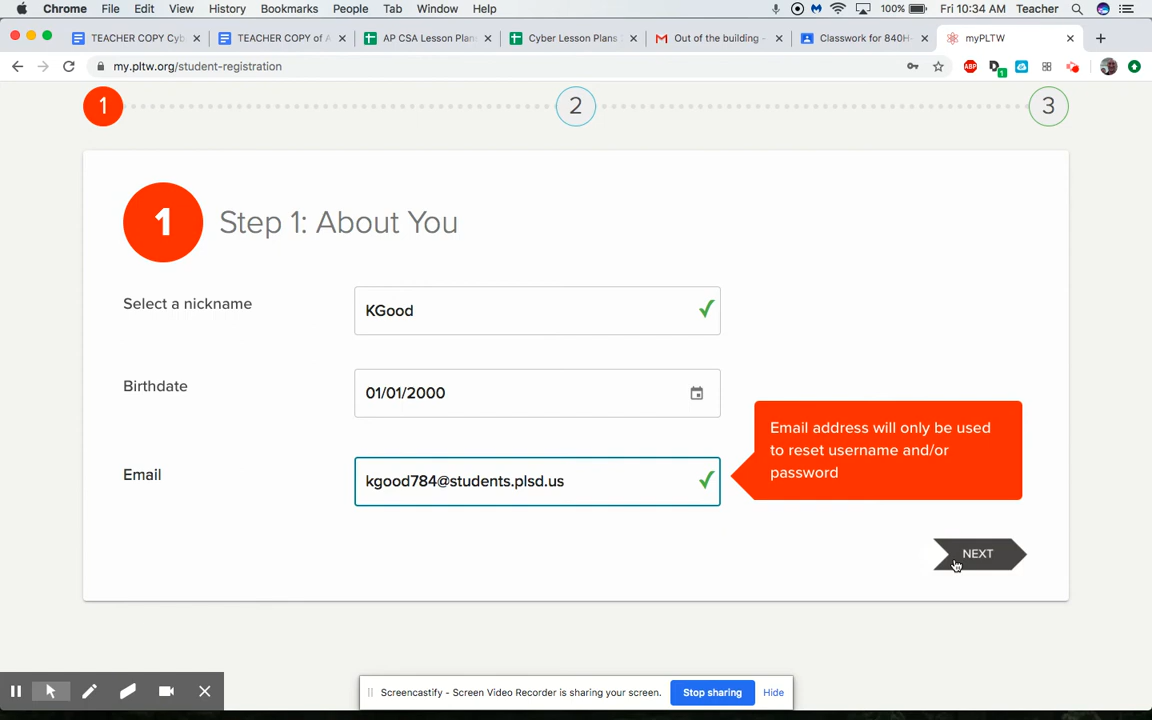 Chrome File Edit View History Bookmarks People Tab Window Help 100% Fri 10:34 AM Teacher
TEACHER COPY Cyb TEACHER COPY of A AP CSA Lesson Plan Cyber Lesson Plans Out of the building - Classwork for 840H- myPLTW
my.pltw.org/student-registration ABP 1
1 2 3
1 Step 1: About You
Select a nickname KGood
Birthdate 01/01/2000
Email kgood784@students.plsd.us
Email address will only be used
to reset username and/or
password
NEXT
Screencastify - Screen Video Recorder is sharing your screen. Stop sharing Hide